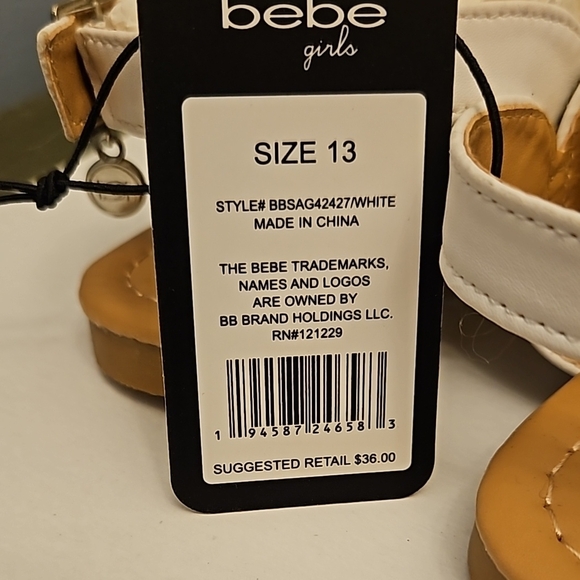 bebe
girls
SIZE 13
STYLE# BBSAG42427/WHITE
MADE IN CHINA
THE BEBE TRADEMARKS,
NAMES AND LOGOS
ARE OWNED BY
BB BRAND HOLDINGS LLC.
RN#121229
1 94587 24658 3
SUGGESTED RETAIL $36.00